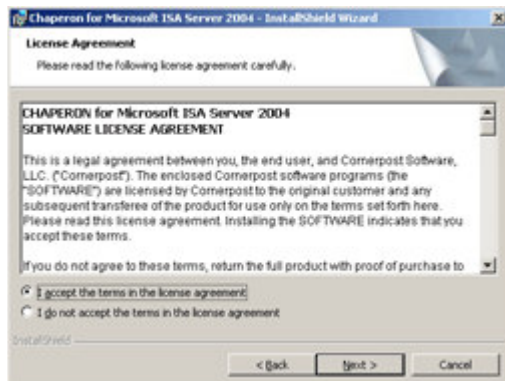 Chaperon for Microsoft ISA Server 2004 - InstallShield Wizard
License Agreement
Please read the following license agreement carefully.
CHAPERON for Microsoft ISA Server 2004
SOFTWARE LICENSE AGREEMENT
This is a legal agreement between you, the end user, and Cornerpost Software,
LLC. ("Cornerpost"). The enclosed Cornerpost software programs (the
"SOFTWARE") are licensed by Cornerpost to the original customer and any
subsequent transferee of the product for use only on the terms set forth here.
Please read this license agreement. Installing the SOFTWARE indicates that you
accept these terms.
If you do not agree to these terms, return the full product with proof of purchase to
I accept the terms in the license agreement
I do not accept the terms in the license agreement
InstallShield
< Back
Next >
Cancel